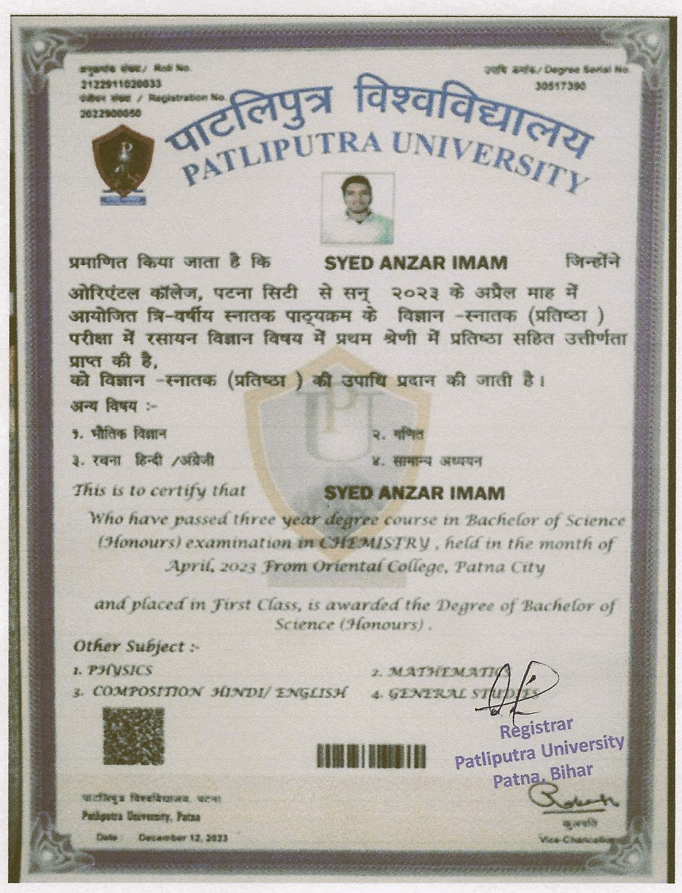 अनुक्रमांक संख्या/ Roll No.
2122911020033
पंजीयन संख्या / Registration No.
2022900050
उपाधि क्रमांक/Degree Serial No.
30517390
पाटलिपुत्र विश्वविद्यालय
PATLIPUTRA UNIVERSITY
प्रमाणित किया जाता है कि SYED ANZAR IMAM जिन्होंने
ओरिएंटल कॉलेज, पटना सिटी से सन् २०२३ के अप्रैल माह में
आयोजित त्रि-वर्षीय स्नातक पाठ्यक्रम के विज्ञान -स्नातक (प्रतिष्ठा )
परीक्षा में रसायन विज्ञान विषय में प्रथम श्रेणी में प्रतिष्ठा सहित उत्तीर्णता
प्राप्त की है,
को विज्ञान -स्नातक (प्रतिष्ठा ) की उपाधि प्रदान की जाती है।
अन्य विषय :-
१. भौतिक विज्ञान २. गणित
३. रचना हिन्दी /अंग्रेजी ४. सामान्य अध्ययन
This is to certify that SYED ANZAR IMAM
Who have passed three year degree course in Bachelor of Science
(Honours) examination in CHEMISTRY , held in the month of
April, 2023 From Oriental College, Patna City
and placed in First Class, is awarded the Degree of Bachelor of
Science (Honours) .
Other Subject :-
1. PHYSICS 2. MATHEMATICS
3. COMPOSITION HINDI/ ENGLISH 4. GENERAL STUDIES
Registrar
Patliputra University
Patna, Bihar
पाटलिपुत्र विश्वविद्यालय, पटना
Patliputra University, Patna
Date : December 12, 2023
कुलपति
Vice-Chancellor